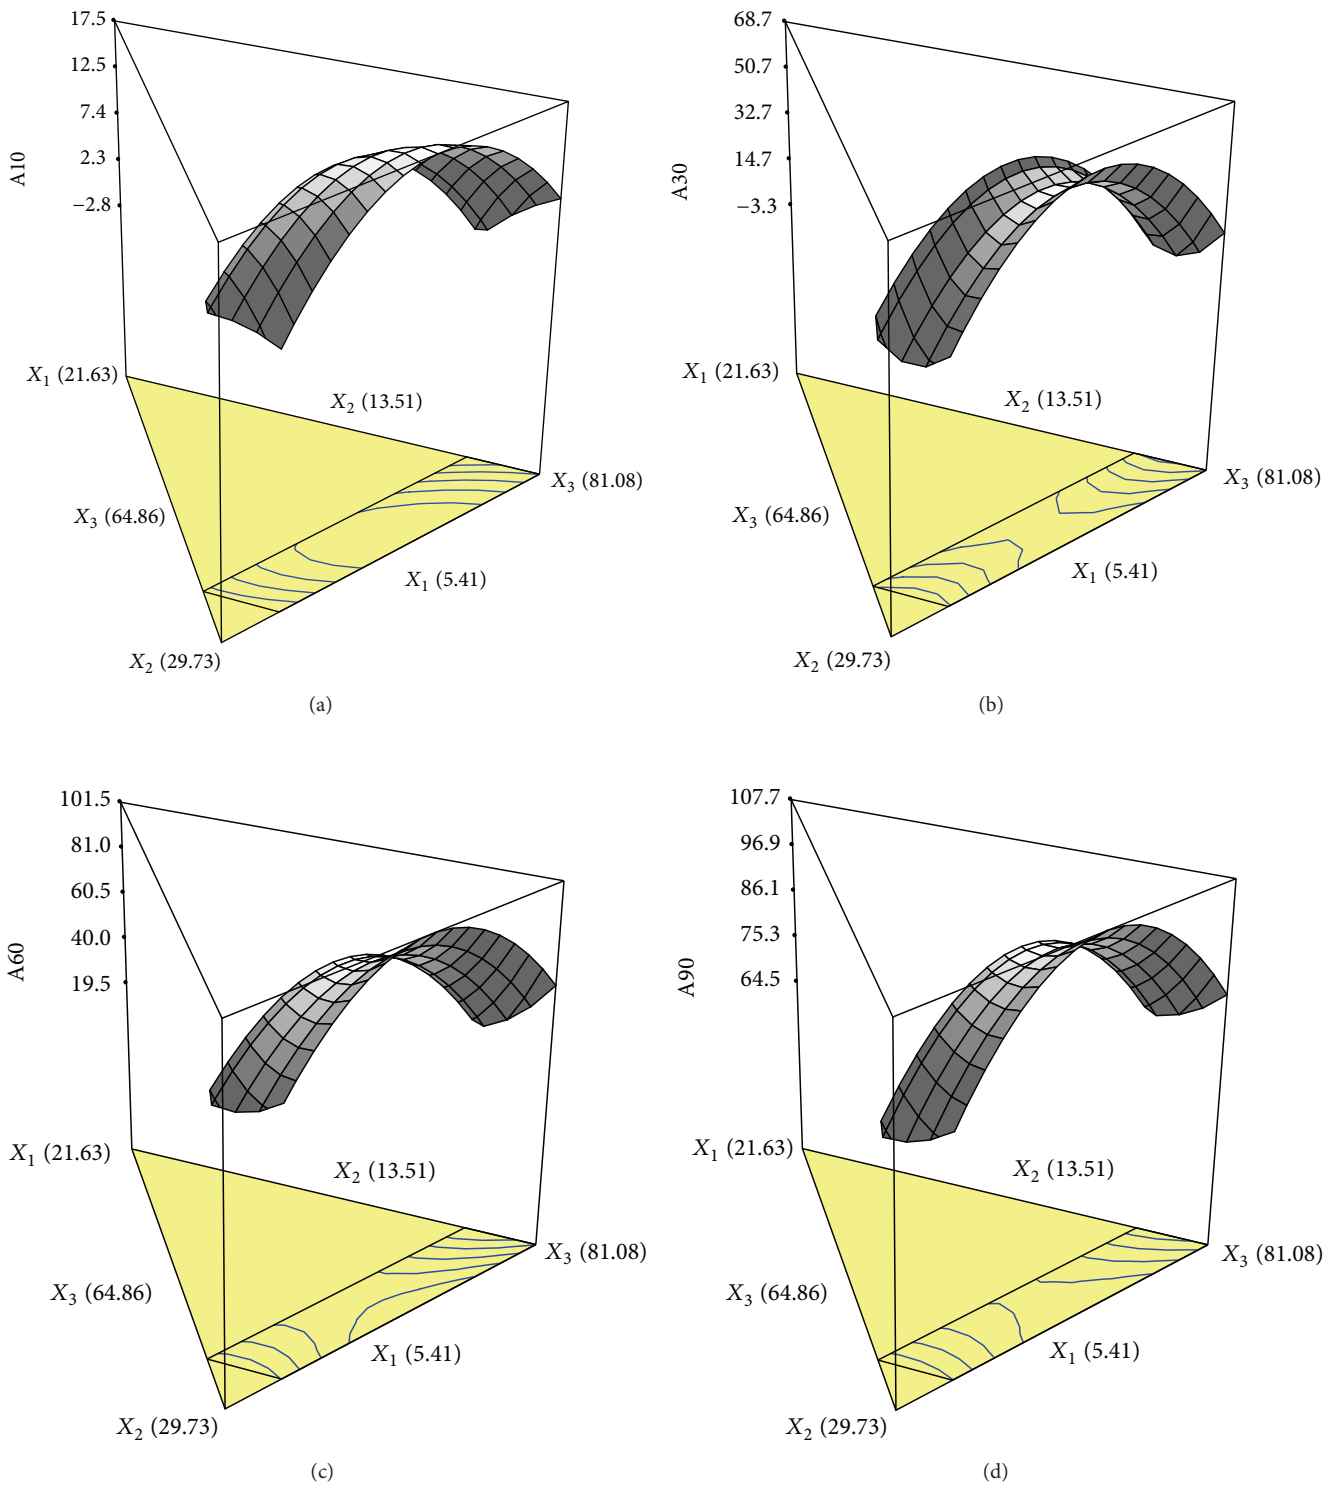 17.5
12.5
7.4
2.3
−2.8
A10
X1 (21.63)
X2 (13.51)
X3 (81.08)
X3 (64.86)
X1 (5.41)
X2 (29.73)
(a)
68.7
50.7
32.7
14.7
−3.3
A30
X1 (21.63)
X2 (13.51)
X3 (81.08)
X3 (64.86)
X1 (5.41)
X2 (29.73)
(b)
101.5
81.0
60.5
40.0
19.5
A60
X1 (21.63)
X2 (13.51)
X3 (81.08)
X3 (64.86)
X1 (5.41)
X2 (29.73)
(c)
107.7
96.9
86.1
75.3
64.5
A90
X1 (21.63)
X2 (13.51)
X3 (81.08)
X3 (64.86)
X1 (5.41)
X2 (29.73)
(d)